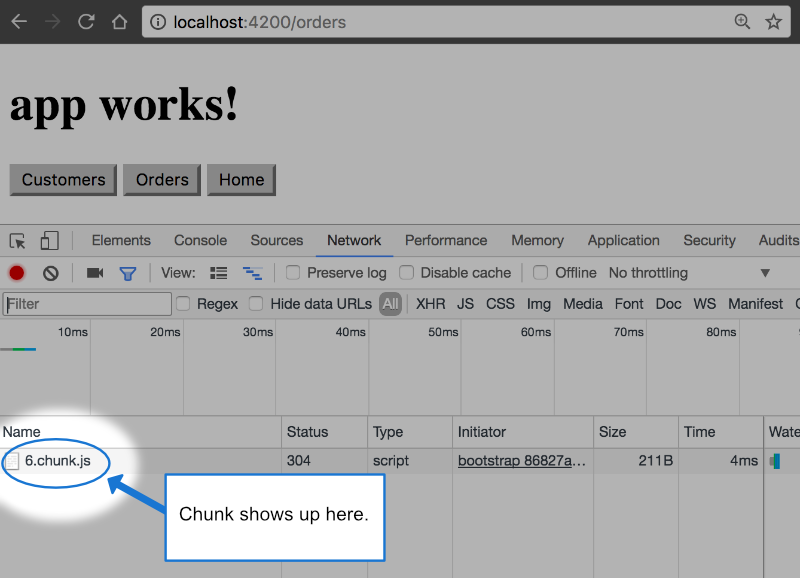 localhost:4200/orders
app works!
Customers Orders Home
Elements Console Sources Network Performance Memory Application Security Audits
View: Preserve log Disable cache Offline No throttling
Filter Regex Hide data URLs All XHR JS CSS Img Media Font Doc WS Manifest
10ms 20ms 30ms 40ms 50ms 60ms 70ms 80ms
Name Status Type Initiator Size Time Wate
6.chunk.js 304 script bootstrap 86827a... 211B 4ms
Chunk shows up here.